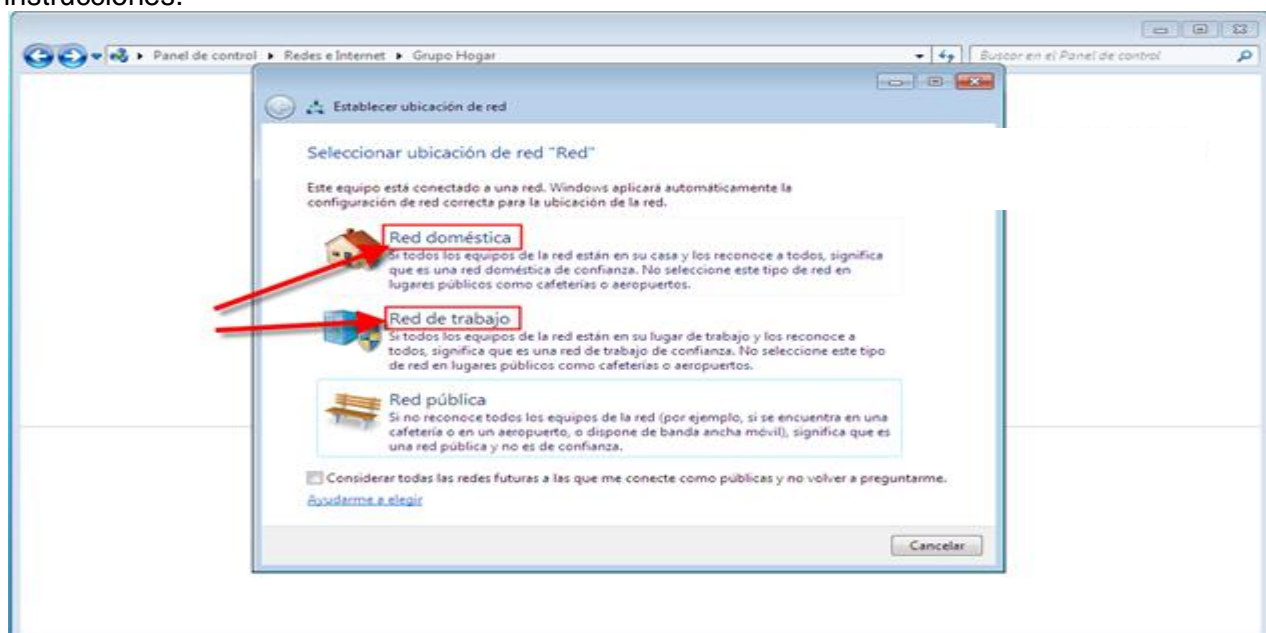 instrucciones.
Panel de control ▸ Redes e Internet ▸ Grupo Hogar
Buscar en el Panel de control
Establecer ubicación de red
Seleccionar ubicación de red "Red"
Este equipo está conectado a una red. Windows aplicará automáticamente la
configuración de red correcta para la ubicación de la red.
Red doméstica
Si todos los equipos de la red están en su casa y los reconoce a todos, significa
que es una red doméstica de confianza. No seleccione este tipo de red en
lugares públicos como cafeterías o aeropuertos.
Red de trabajo
Si todos los equipos de la red están en su lugar de trabajo y los reconoce a
todos, significa que es una red de trabajo de confianza. No seleccione este tipo
de red en lugares públicos como cafeterías o aeropuertos.
Red pública
Si no reconoce todos los equipos de la red (por ejemplo, si se encuentra en una
cafetería o en un aeropuerto, o dispone de banda ancha móvil), significa que es
una red pública y no es de confianza.
Considerar todas las redes futuras a las que me conecte como públicas y no volver a preguntarme.
Ayudarme a elegir
Cancelar